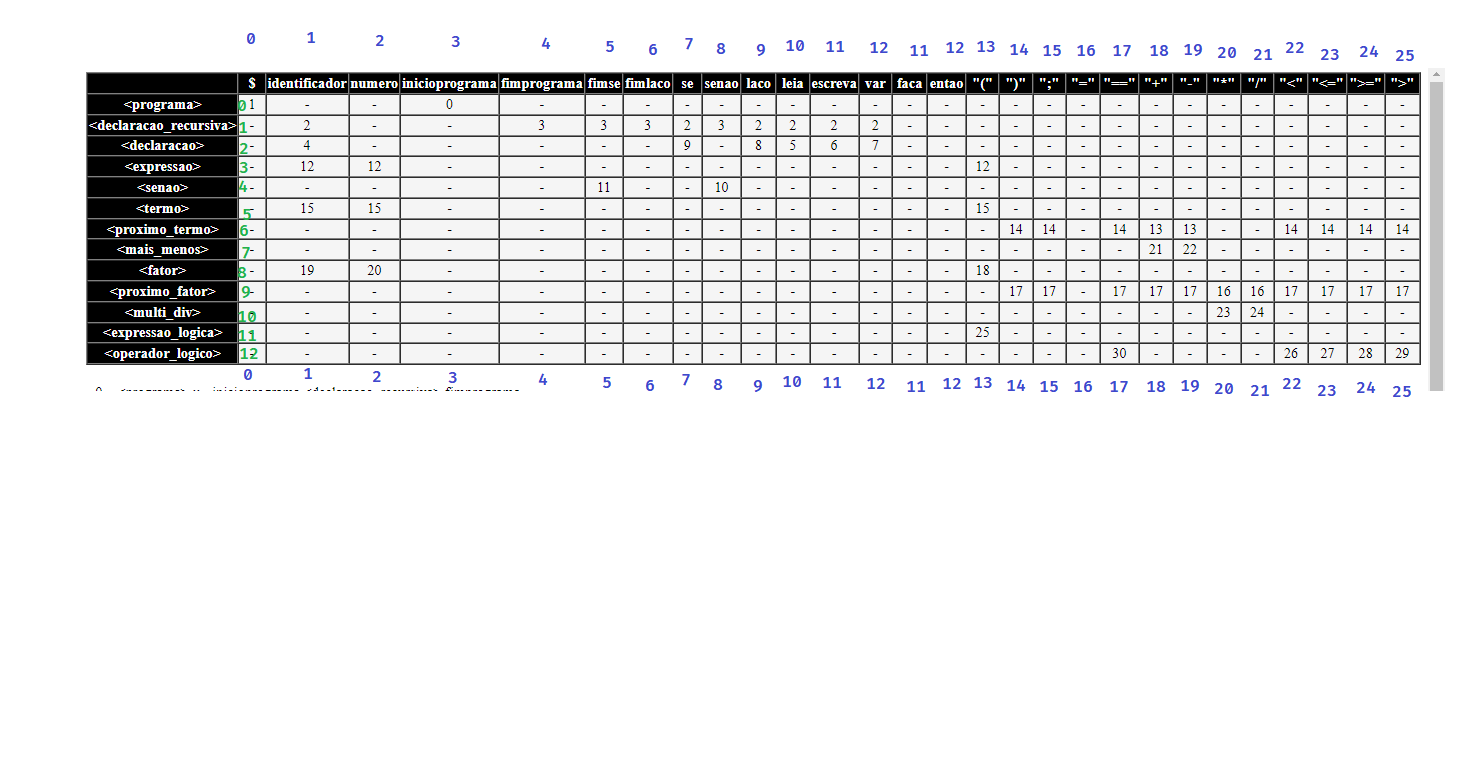 0 1 2 3 4 5 6 7 8 9 10 11 12 11 12 13 14 15 16 17 18 19 20 21 22 23 24 25
$ identificador numero inicioprograma fimprograma fimse fimlaco se senao laco leia escreva var faca entao "(" ")" ";" "=" "==" "+" "-" "*" "/" "<" "<=" ">=" ">"
<programa> 0 1 - - 0 - - - - - - - - - - - - - - - - - - - - - - - -
<declaracao_recursiva> 1 - 2 - - 3 3 3 2 3 2 2 2 2 - - - - - - - - - - - - - - -
<declaracao> 2 - 4 - - - - - 9 - 8 5 6 7 - - - - - - - - - - - - - - -
<expressao> 3 - 12 12 - - - - - - - - - - - - 12 - - - - - - - - - - - -
<senao> 4 - - - - - 11 - - 10 - - - - - - - - - - - - - - - - - - -
<termo> 5 - 15 15 - - - - - - - - - - - - 15 - - - - - - - - - - - -
<proximo_termo> 6 - - - - - - - - - - - - - - - - 14 14 - 14 13 13 - - 14 14 14 14
<mais_menos> 7 - - - - - - - - - - - - - - - - - - - - 21 22 - - - - - -
<fator> 8 - 19 20 - - - - - - - - - - - - 18 - - - - - - - - - - - -
<proximo_fator> 9 - - - - - - - - - - - - - - - - 17 17 - 17 17 17 16 16 17 17 17 17
<multi_div> 10 - - - - - - - - - - - - - - - - - - - - - - 23 24 - - - -
<expressao_logica> 11 - - - - - - - - - - - - - - - 25 - - - - - - - - - - - -
<operador_logico> 12 - - - - - - - - - - - - - - - - - - - 30 - - - - 26 27 28 29
0 1 2 3 4 5 6 7 8 9 10 11 12 11 12 13 14 15 16 17 18 19 20 21 22 23 24 25